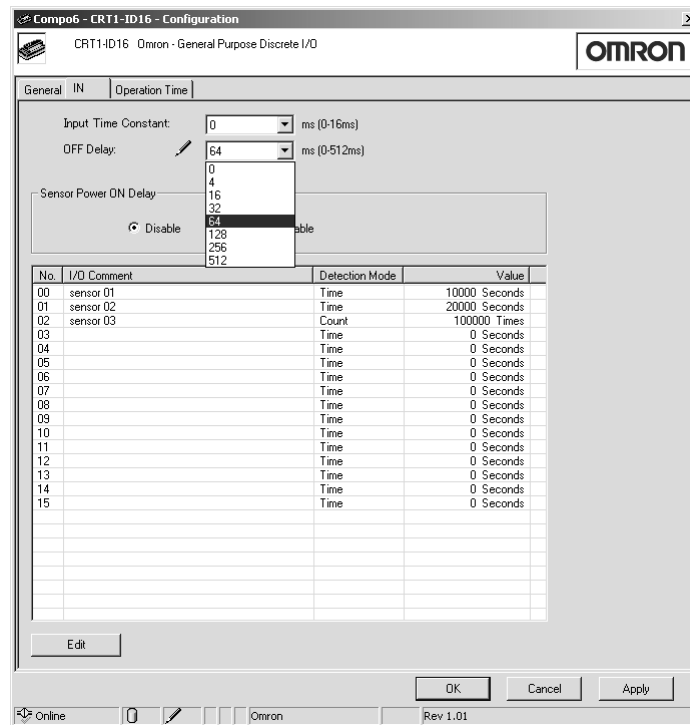 Compo6 - CRT1-ID16 - Configuration
CRT1-ID16 Omron - General Purpose Discrete I/O
OMRON
General IN Operation Time
Input Time Constant: 0 ms (0-16ms)
OFF Delay: 64 ms (0-512ms)
0
4
16
32
64
128
256
512
Sensor Power ON Delay
Disable able
No. I/O Comment Detection Mode Value
00 sensor 01 Time 10000 Seconds
01 sensor 02 Time 20000 Seconds
02 sensor 03 Count 100000 Times
03 Time 0 Seconds
04 Time 0 Seconds
05 Time 0 Seconds
06 Time 0 Seconds
07 Time 0 Seconds
08 Time 0 Seconds
09 Time 0 Seconds
10 Time 0 Seconds
11 Time 0 Seconds
12 Time 0 Seconds
13 Time 0 Seconds
14 Time 0 Seconds
15 Time 0 Seconds
Edit
OK Cancel Apply
Online Omron Rev 1.01